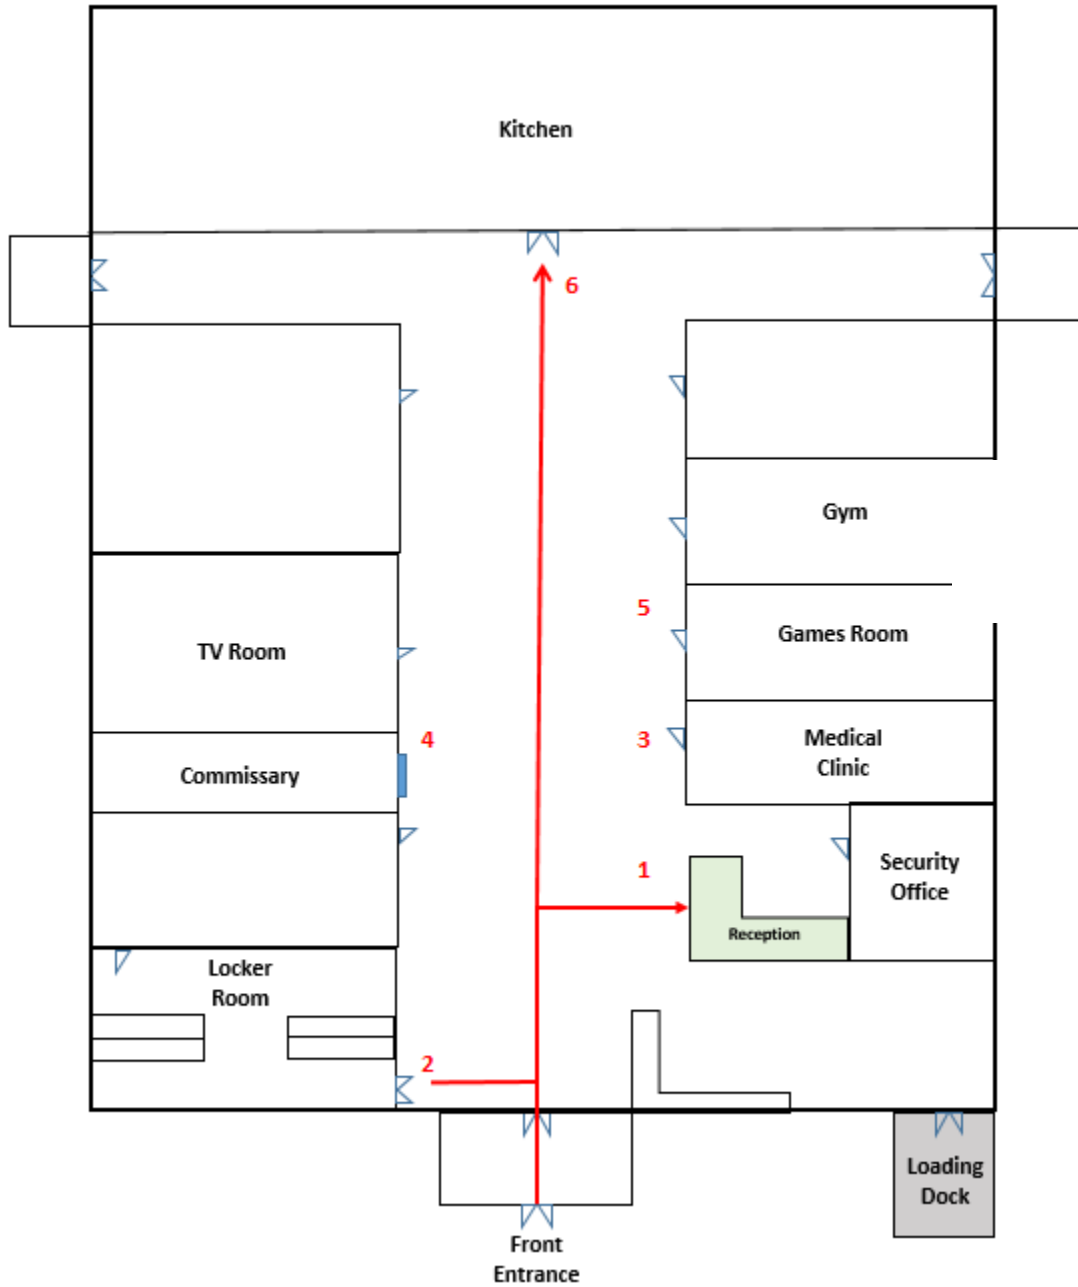 Kitchen
6
Gym
5
Games Room
TV Room
4
3
Medical
Clinic
Commissary
1
Security
Office
Reception
Locker
Room
2
Loading
Dock
Front
Entrance